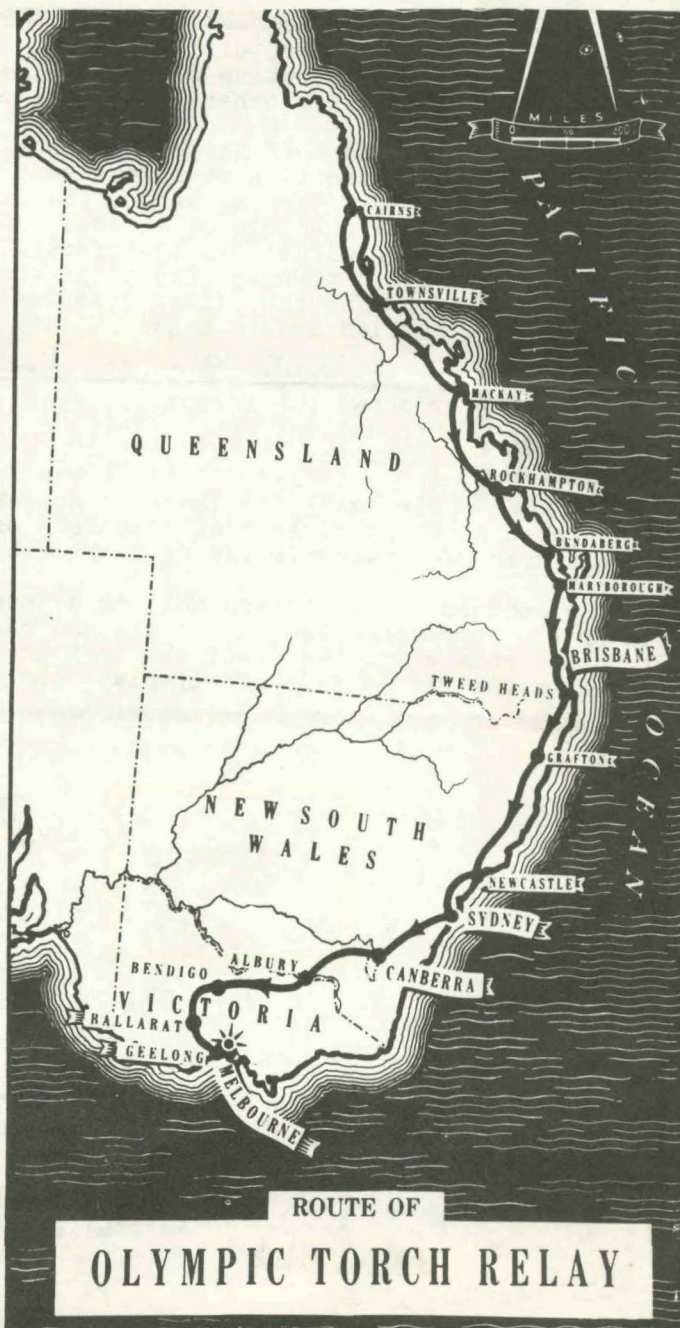 MILES
0
200
PACIFIC
OCEAN
CAIRNS
TOWNSVILLE
MACKAY
QUEENSLAND
ROCKHAMPTON
BUNDABERG
MARYBOROUGH
BRISBANE
TWEED HEADS
GRAFTON
NEW SOUTH
WALES
NEWCASTLE
SYDNEY
CANBERRA
ALBURY
BENDIGO
VICTORIA
BALLARAT
GEELONG
MELBOURNE
ROUTE OF
OLYMPIC TORCH RELAY